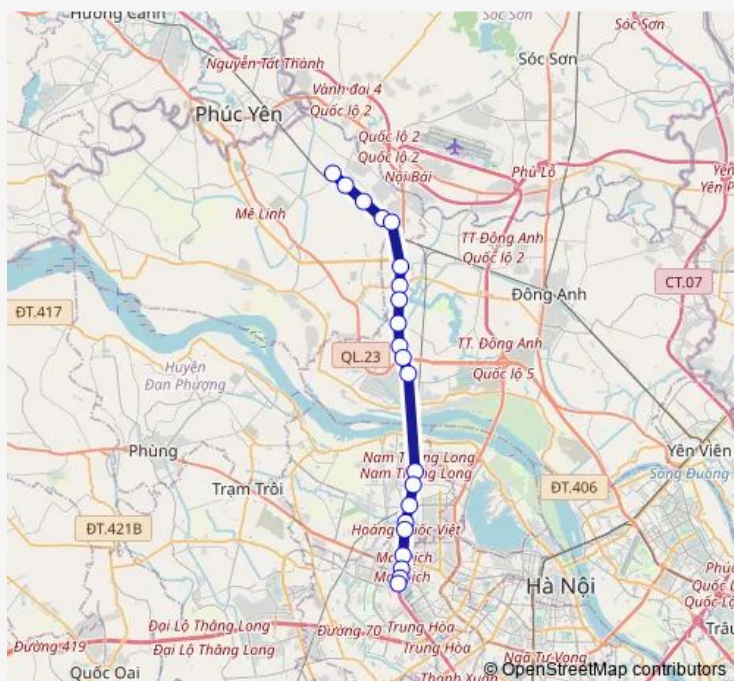 Hương Canh
Sóc Sơn
Sóc Sơn
Sóc Sơn
Nguyễn Tất Thành
Vành đai 4
Quốc lộ 2
Phúc Yên
Quốc lộ 2
Quốc lộ 2
Nội Bài
Phù Lỗ
Mê Linh
TT Đông Anh
Quốc lộ 2
CT.07
Đông Anh
ĐT.417
QL.23
TT. Đông Anh
Quốc lộ 5
Huyện
Đan Phượng
Phùng
Nam Thăng Long
Nam Thăng Long
Yên Viên
Sông Đuống
Trạm Trôi
ĐT.406
ĐT.421B
Hoàng Quốc Việt
Mai Dịch
Mai Dịch
Hà Nội
Đại Lộ Thăng Long
Đại Lộ Thăng Long
Đường 70
Trung Hòa
Trung Hòa
Đường 419
Quốc Oai
Ngã Tư Vọng
Thanh Xuân
© OpenStreetMap contributors